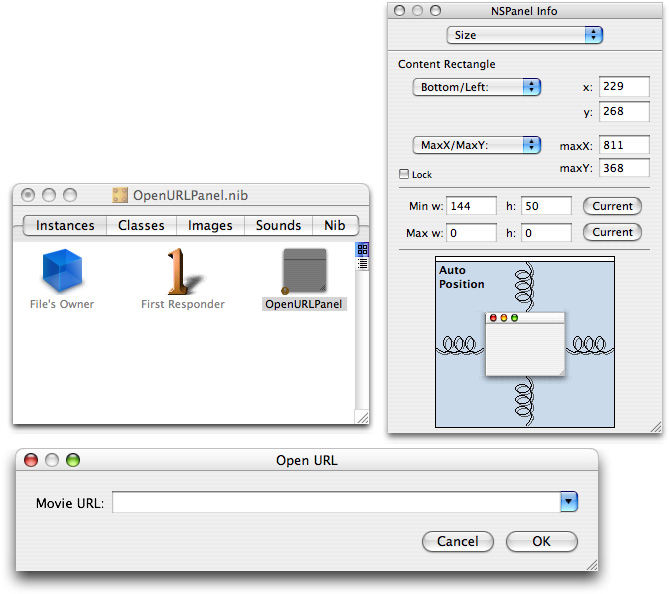 NSPanel Info
Size
Content Rectangle
Bottom/Left:
x: 229
y: 268
MaxX/MaxY:
maxX: 811
Lock
maxY: 368
Min w: 144 h: 50 Current
Max w: 0 h: 0 Current
Auto
Position
OpenURLPanel.nib
Instances Classes Images Sounds Nib
1
File's Owner First Responder OpenURLPanel
Open URL
Movie URL:
Cancel OK